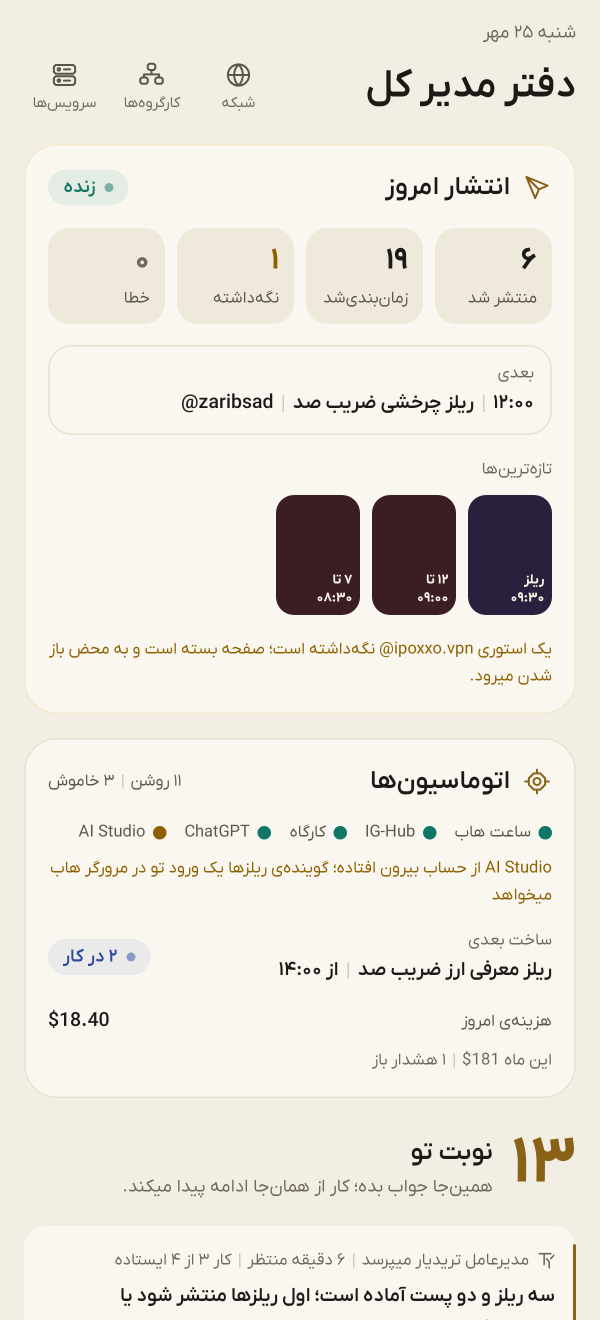 شنبه ۲۵ مهر
دفتر مدیر کل
شبکه
کارگروه‌ها
سرویس‌ها
انتشار امروز
زنده
۶
منتشر شد
۱۹
زمان‌بندی‌شد
۱
نگه‌داشته
۰
خطا
بعدی
۱۲:۰۰ | ریلز چرخشی ضریب صد | @zaribsad
تازه‌ترین‌ها
ریلز
۰۹:۳۰
۱۲ تا
۰۹:۰۰
۷ تا
۰۸:۳۰
یک استوری @ipoxxo.vpn نگه‌داشته است؛ صفحه بسته است و به محض باز
شدن میرود.
اتوماسیون‌ها
۱۱ روشن | ۳ خاموش
ساعت هاب
IG-Hub
کارگاه
ChatGPT
AI Studio
AI Studio از حساب بیرون افتاده؛ گوینده‌ی ریلزها یک ورود تو در مرورگر هاب
میخواهد
ساخت بعدی
ریلز معرفی ارز ضریب صد | از ۱۴:۰۰
۲ در کار
هزینه‌ی امروز
$18.40
این ماه $181 | ۱ هشدار باز
۱۳
نوبت تو
همین‌جا جواب بده؛ کار از همان‌جا ادامه پیدا میکند.
مدیرعامل تریدیار میپرسد | ۶ دقیقه منتظر | کار ۳ از ۴ ایستاده
سه ریلز و دو پست آماده است؛ اول ریلزها منتشر شود یا